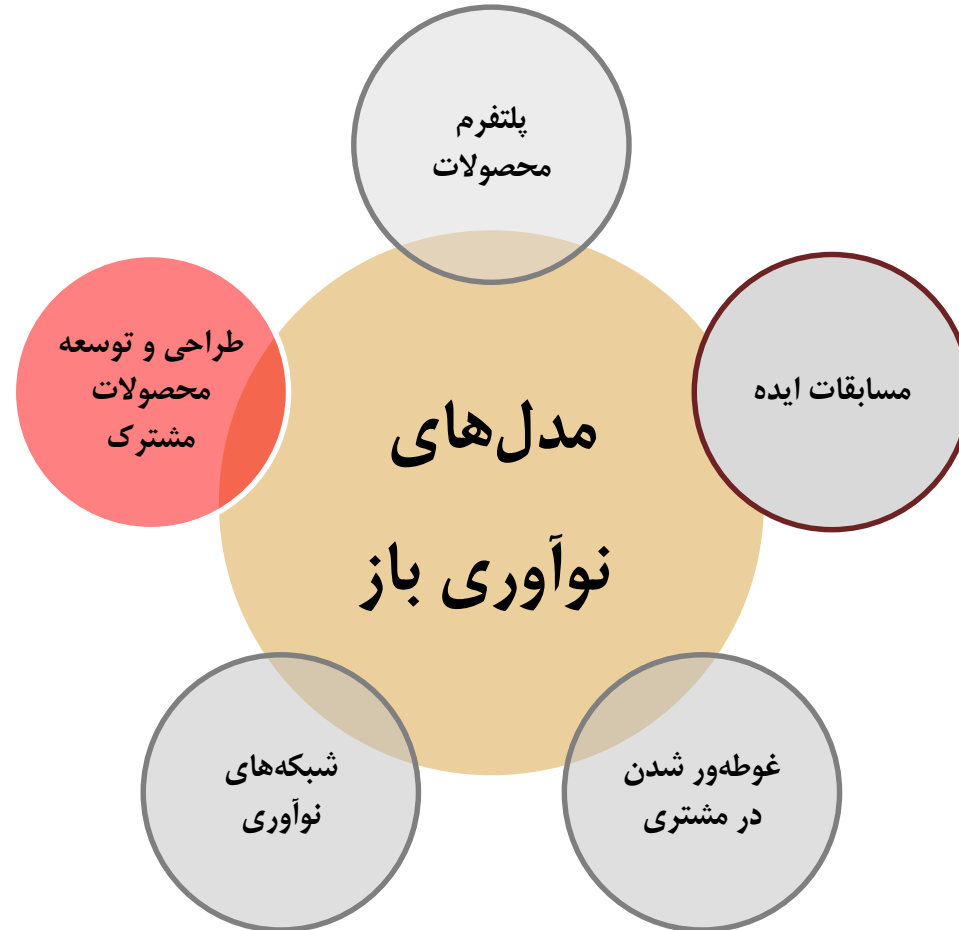 پلتفرم
محصولات
مسابقات ایده
طراحی و توسعه
محصولات
مشترک
مدل‌های
نوآوری باز
غوطه‌ور شدن
در مشتری
شبکه‌های
نوآوری